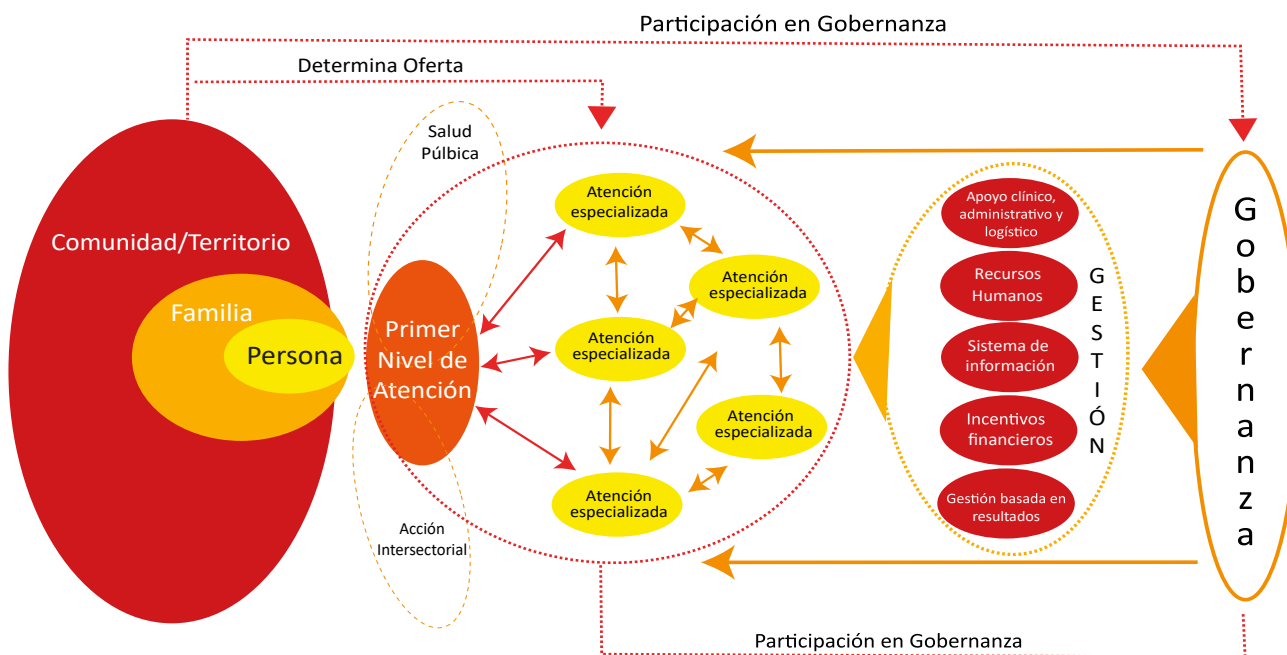 Participación en Gobernanza
Determina Oferta
Salud
Púlbica
Comunidad/Territorio
Familia
Persona
Primer
Nivel de
Atención
Acción
Intersectorial
Atención
especializada
Atención
especializada
Atención
especializada
Atención
especializada
Atención
especializada
Apoyo clínico,
administrativo y
logístico
Recursos
Humanos
Sistema de
información
Incentivos
financieros
Gestión basada en
resultados
GESTIÓN
Gobernanza
Participación en Gobernanza